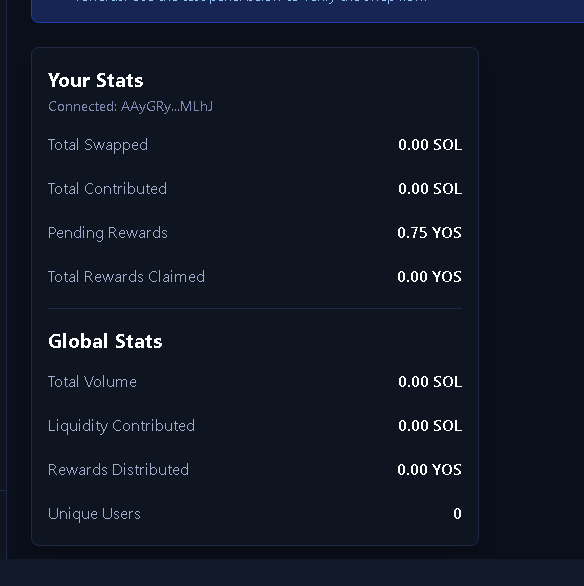 Your Stats
Connected: AAyGRy...MLhJ
Total Swapped 0.00 SOL
Total Contributed 0.00 SOL
Pending Rewards 0.75 YOS
Total Rewards Claimed 0.00 YOS
Global Stats
Total Volume 0.00 SOL
Liquidity Contributed 0.00 SOL
Rewards Distributed 0.00 YOS
Unique Users 0